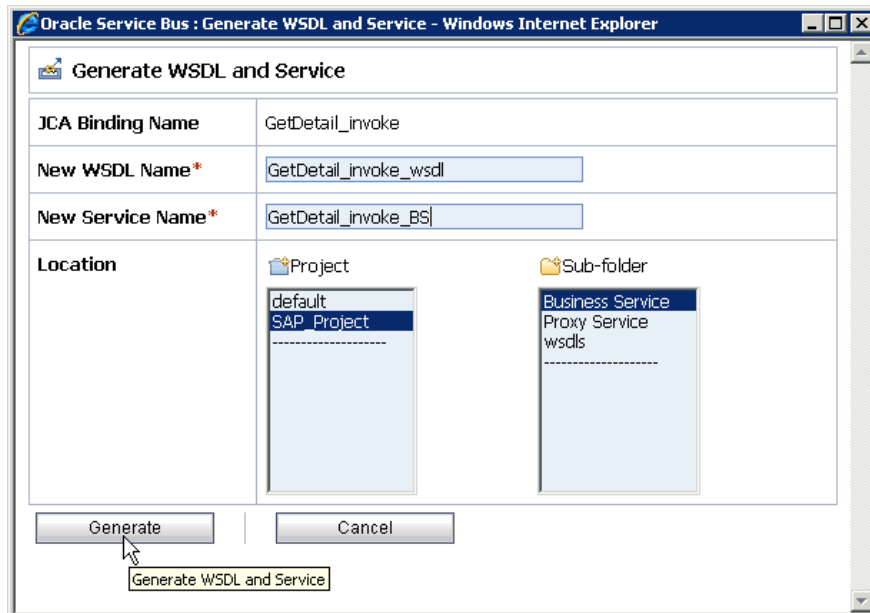 Oracle Service Bus : Generate WSDL and Service - Windows Internet Explorer
Generate WSDL and Service
JCA Binding Name GetDetail_invoke
New WSDL Name* GetDetail_invoke_wsdl
New Service Name* GetDetail_invoke_BS
Location Project Sub-folder
default Business Service
SAP_Project Proxy Service
-------------------- wsdls
--------------------
Generate Cancel
Generate WSDL and Service